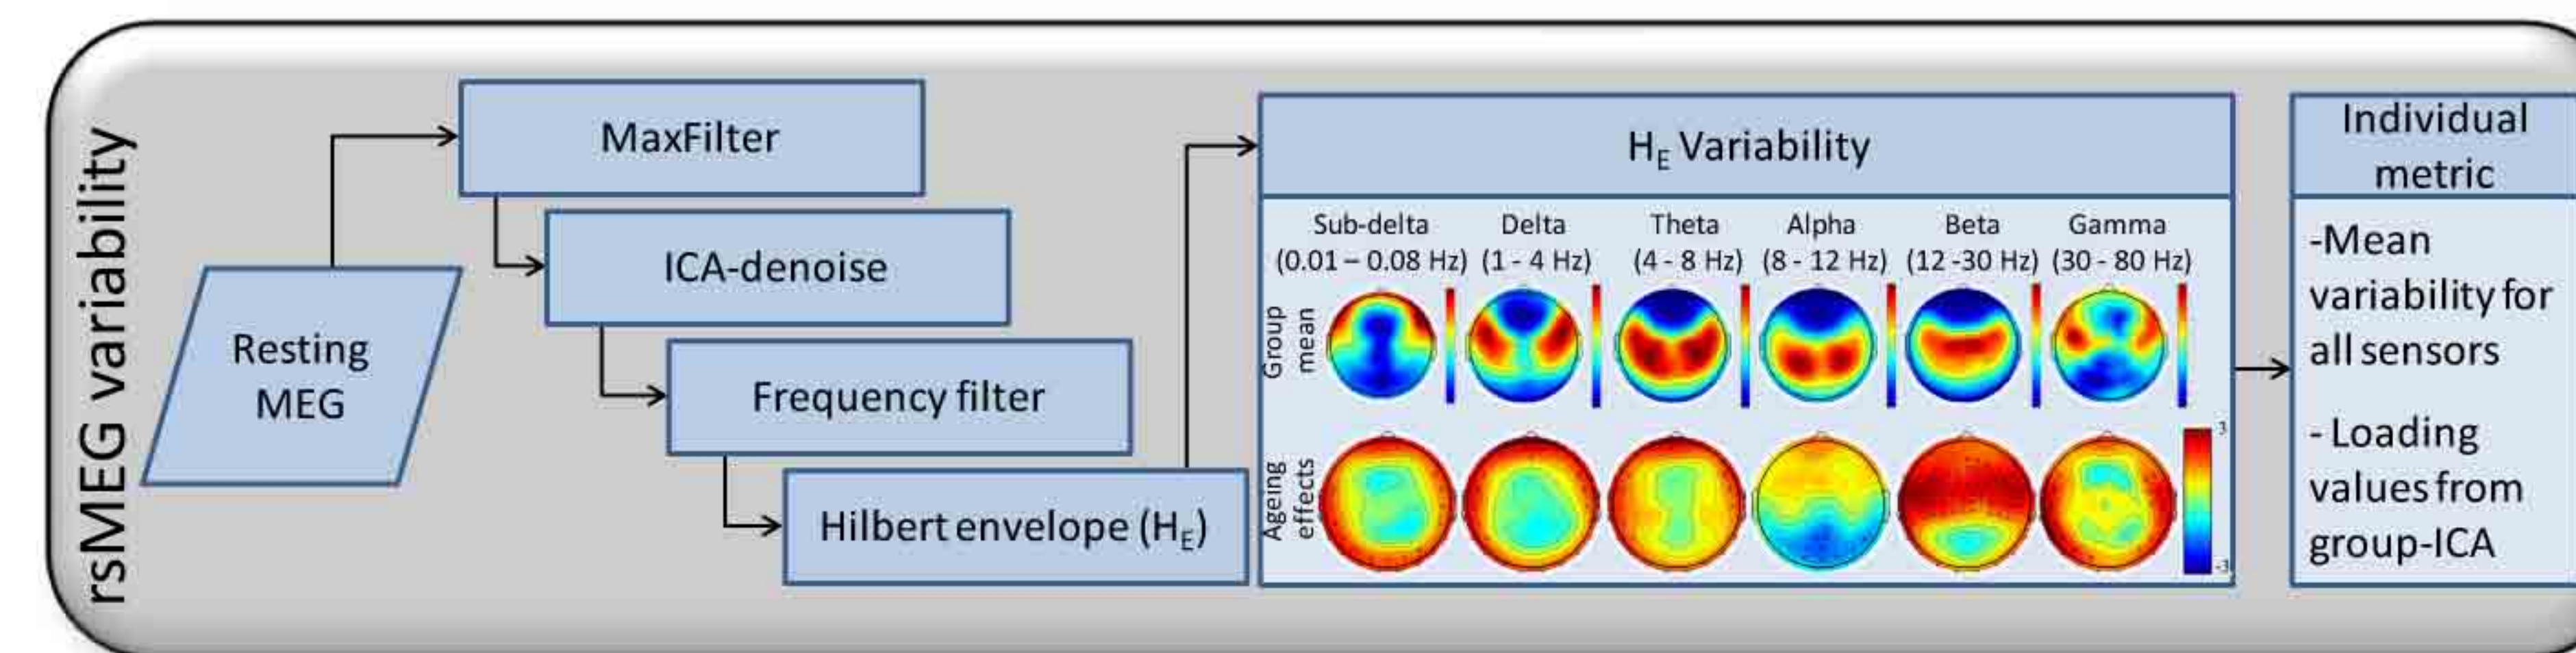 rsMEG variability
Resting
MEG
MaxFilter
ICA-denoise
Frequency filter
Hilbert envelope (HE)
HE Variability
Sub-delta Delta Theta Alpha Beta Gamma
(0.01 – 0.08 Hz) (1 - 4 Hz) (4 - 8 Hz) (8 - 12 Hz) (12 -30 Hz) (30 - 80 Hz)
Group
mean
Ageing
effects
3
-3
Individual
metric
-Mean
variability for
all sensors
- Loading
values from
group-ICA